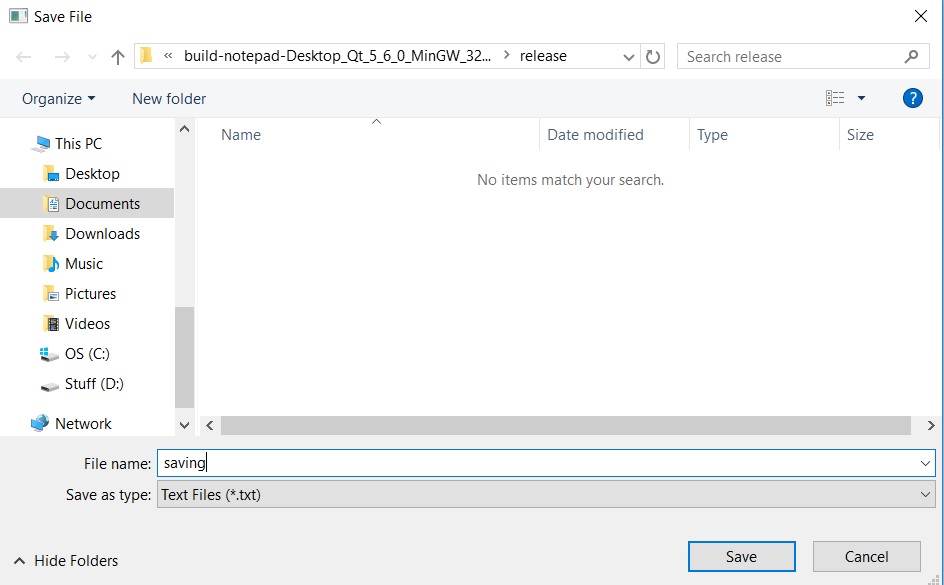 Save File
« build-notepad-Desktop_Qt_5_6_0_MinGW_32... > release
Search release
Organize
New folder
?
Name
Date modified
Type
Size
No items match your search.
This PC
Desktop
Documents
Downloads
Music
Pictures
Videos
OS (C:)
Stuff (D:)
Network
File name: saving
Save as type: Text Files (*.txt)
Hide Folders
Save
Cancel